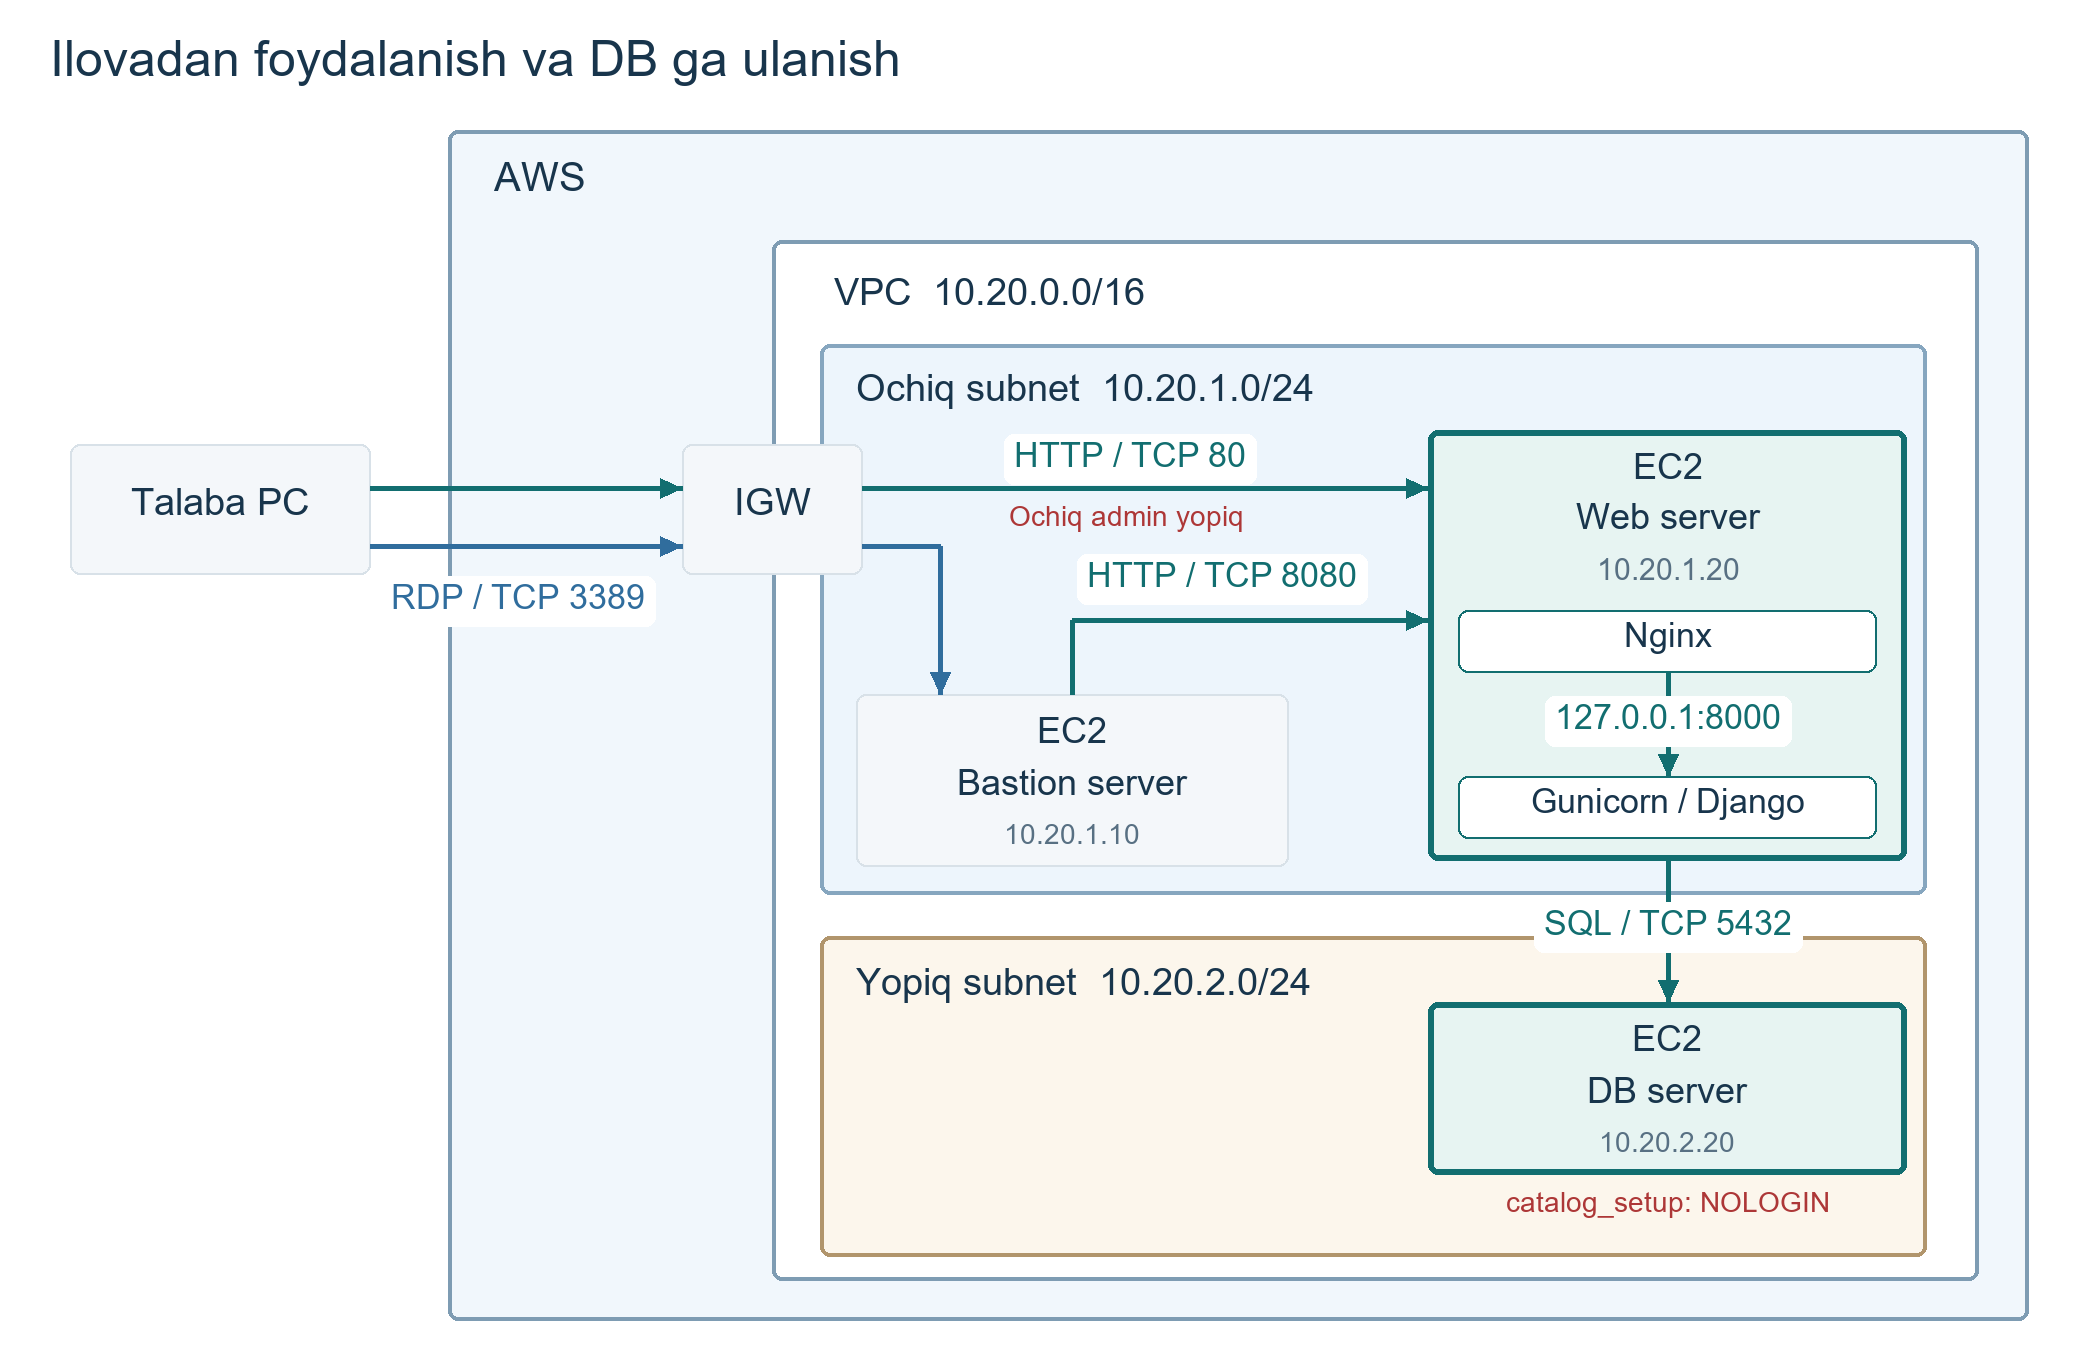 Ilovadan foydalanish va DB ga ulanish
AWS
VPC 10.20.0.0/16
Ochiq subnet 10.20.1.0/24
HTTP / TCP 80
Ochiq admin yopiq
Talaba PC
IGW
RDP / TCP 3389
HTTP / TCP 8080
EC2
Web server
10.20.1.20
Nginx
127.0.0.1:8000
Gunicorn / Django
EC2
Bastion server
10.20.1.10
SQL / TCP 5432
Yopiq subnet 10.20.2.0/24
EC2
DB server
10.20.2.20
catalog_setup: NOLOGIN